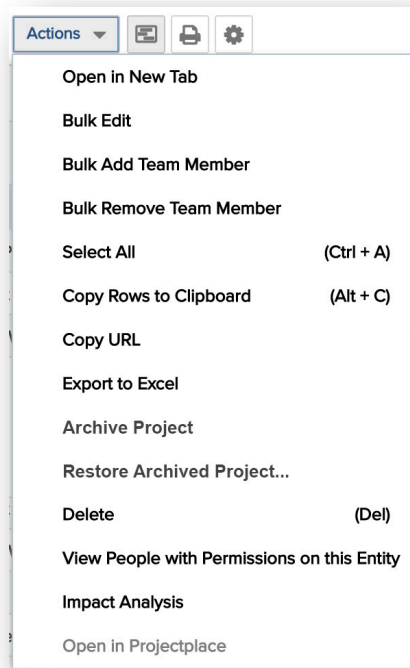 Actions
Open in New Tab
Bulk Edit
Bulk Add Team Member
Bulk Remove Team Member
Select All (Ctrl + A)
Copy Rows to Clipboard (Alt + C)
Copy URL
Export to Excel
Archive Project
Restore Archived Project...
Delete (Del)
View People with Permissions on this Entity
Impact Analysis
Open in Projectplace